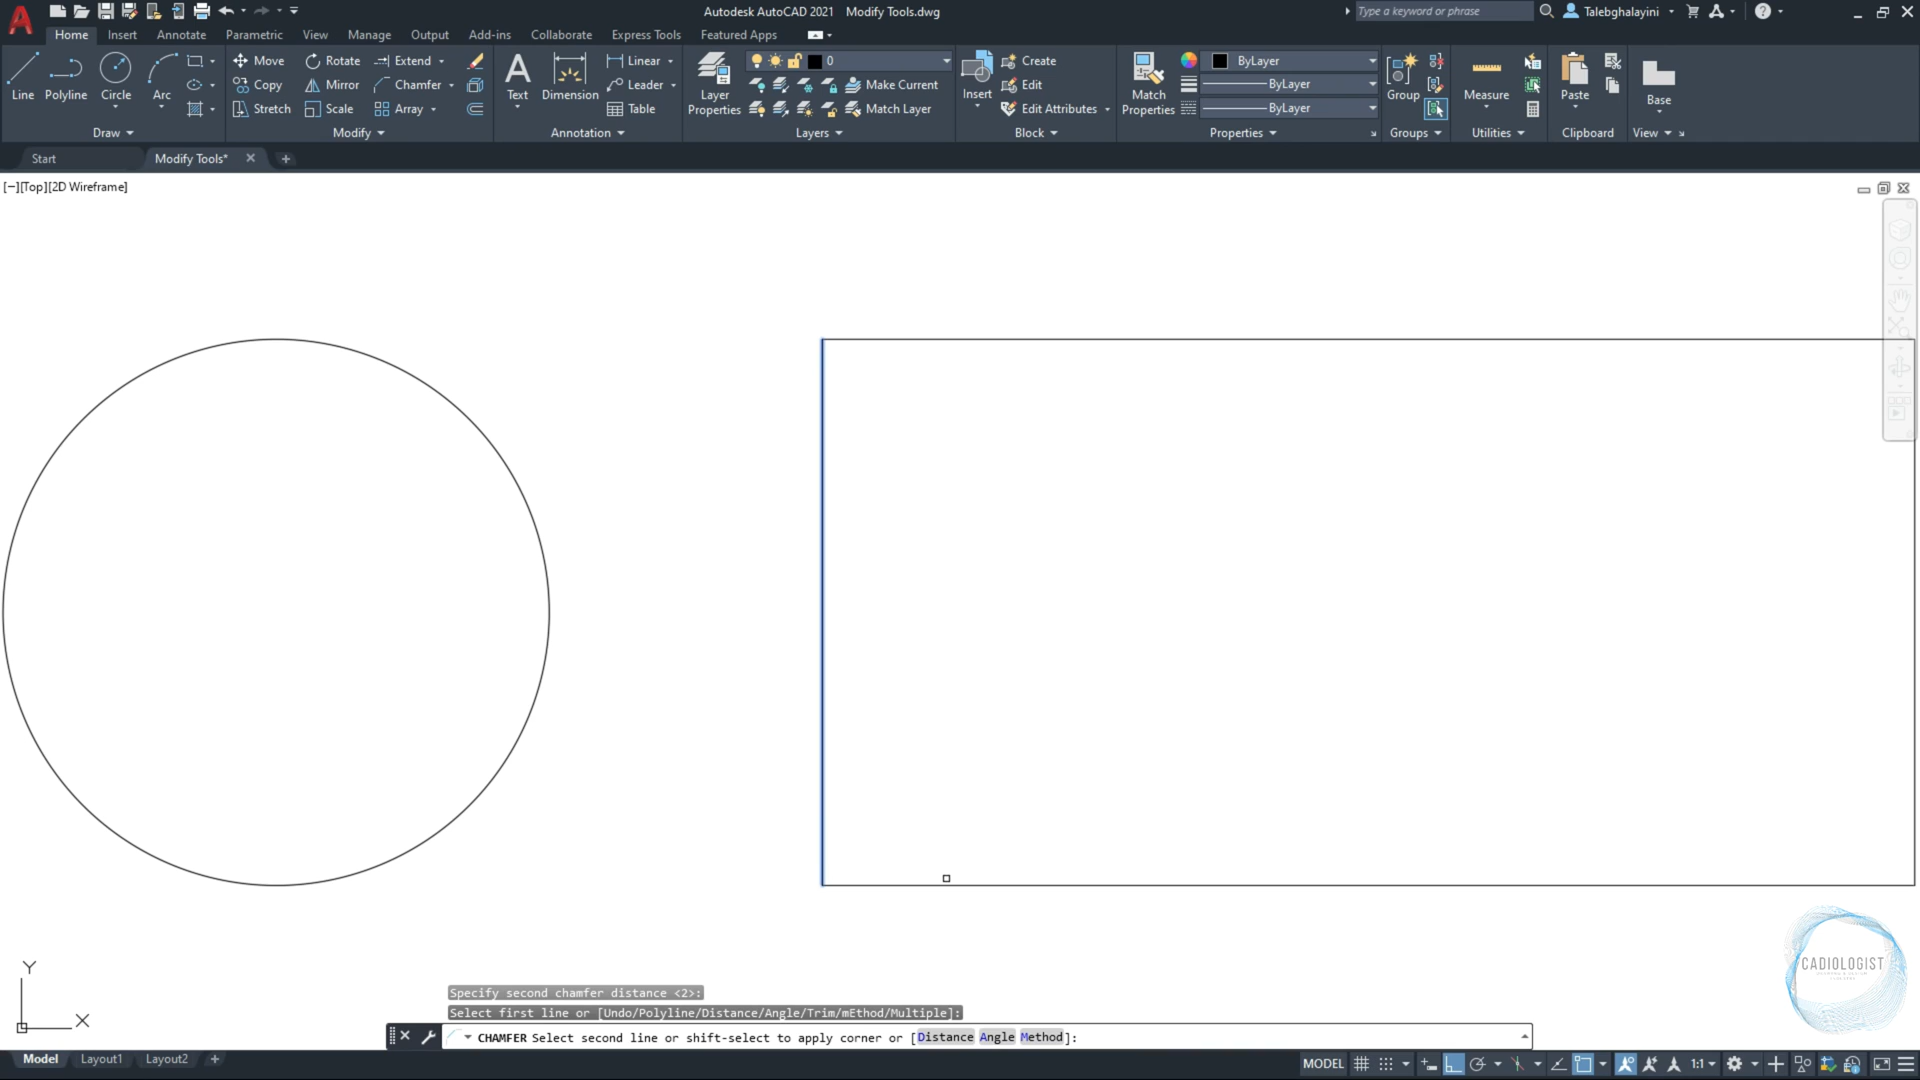 Autodesk AutoCAD 2021 Modify Tools.dwg
Type a keyword or phrase
Talebghalayini
Home Insert Annotate Parametric View Manage Output Add-ins Collaborate Express Tools Featured Apps
Line Polyline Circle Arc
Draw
Move Rotate Extend
Copy Mirror Chamfer
Stretch Scale Array
Modify
Text Dimension
Linear
Leader
Table
Annotation
Layer Properties
0
Make Current
Match Layer
Layers
Insert
Create
Edit
Edit Attributes
Block
Match Properties
ByLayer
ByLayer
ByLayer
Properties
Group
Groups
Measure
Utilities
Paste
Clipboard
Base
View
Start Modify Tools*
[−][Top][2D Wireframe]
Y
X
CADIOLOGIST
Specify second chamfer distance <2>:
Select first line or [Undo/Polyline/Distance/Angle/Trim/mEthod/Multiple]:
CHAMFER Select second line or shift-select to apply corner or [Distance Angle Method]:
Model Layout1 Layout2
MODEL 1:1